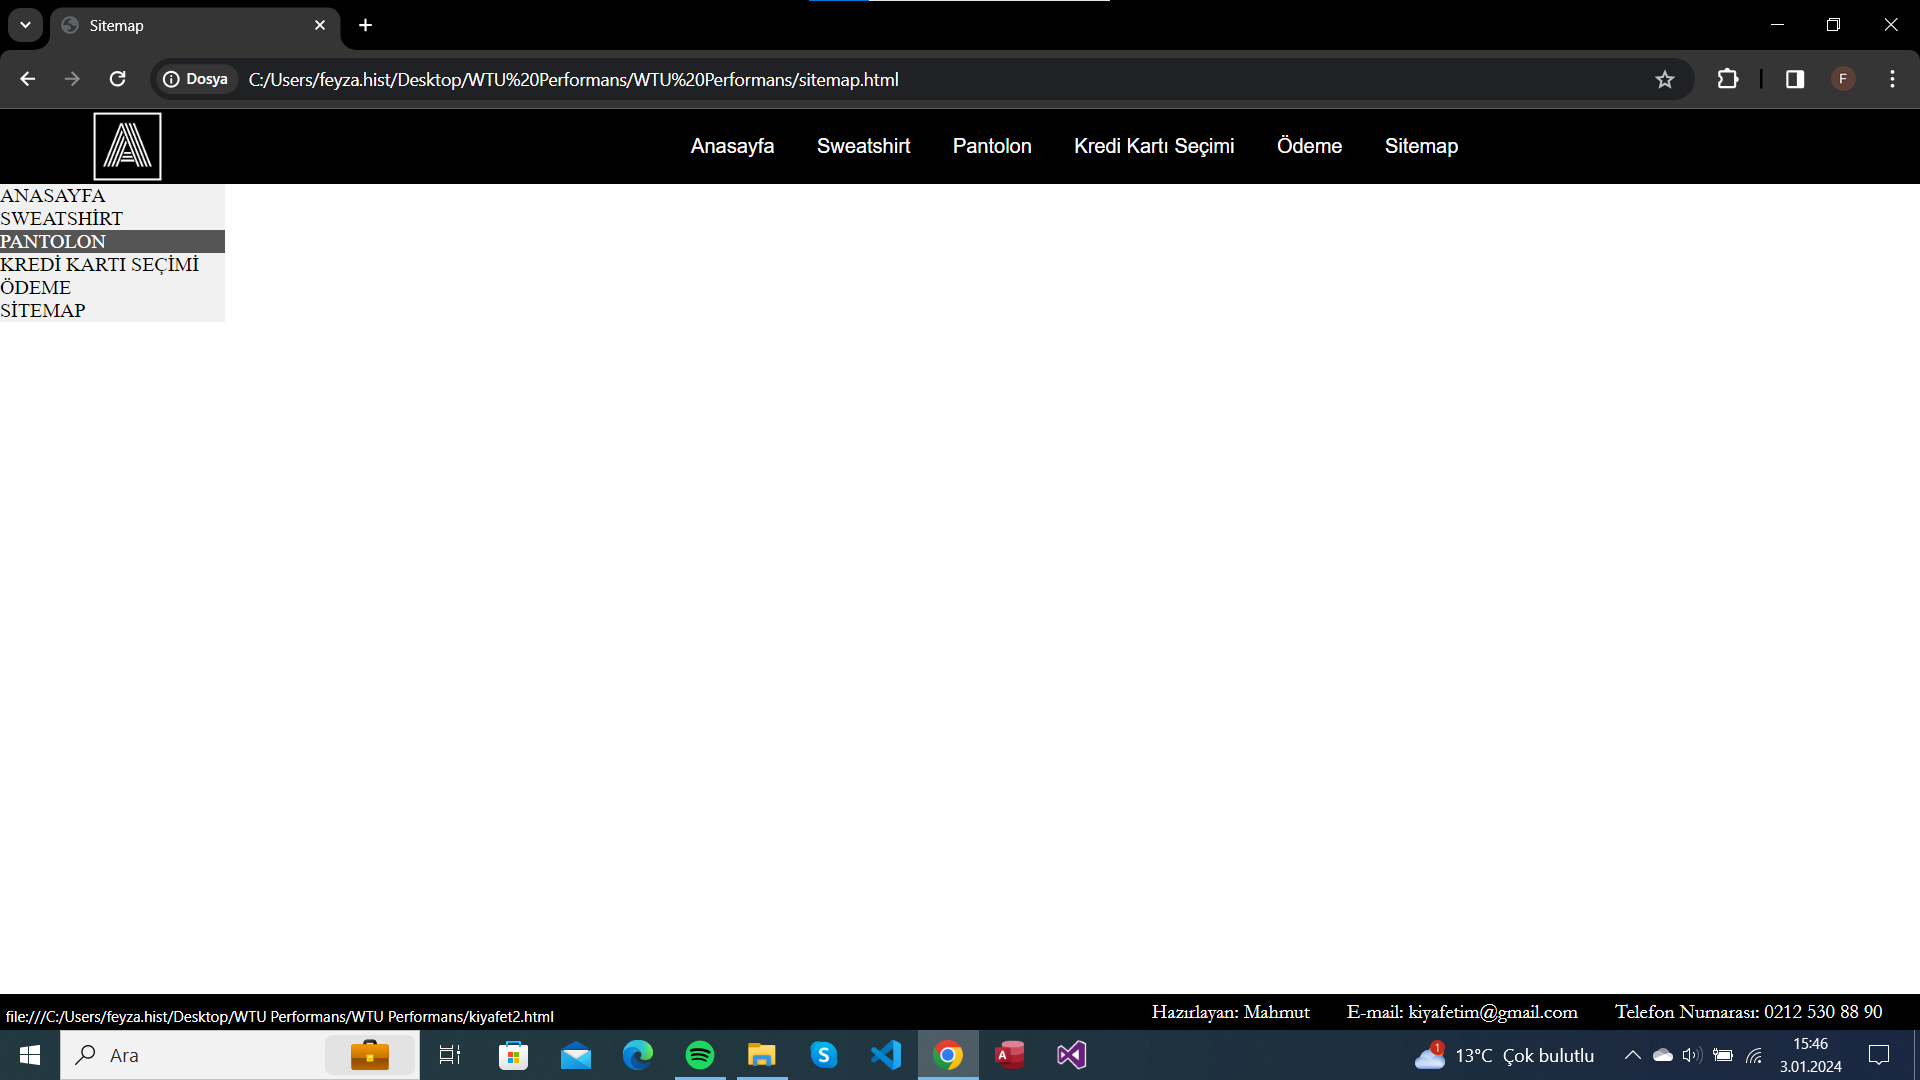 Sitemap
Dosya
C:/Users/feyza.hist/Desktop/WTU%20Performans/WTU%20Performans/sitemap.html
F
A
Anasayfa Sweatshirt Pantolon Kredi Kartı Seçimi Ödeme Sitemap
ANASAYFA
SWEATSHİRT
PANTOLON
KREDİ KARTI SEÇİMİ
ÖDEME
SİTEMAP
Hazırlayan: Mahmut E-mail: kiyafetim@gmail.com Telefon Numarası: 0212 530 88 90
file:///C:/Users/feyza.hist/Desktop/WTU Performans/WTU Performans/kiyafet2.html
Ara
S
A
1
13°C Çok bulutlu
15:46
3.01.2024